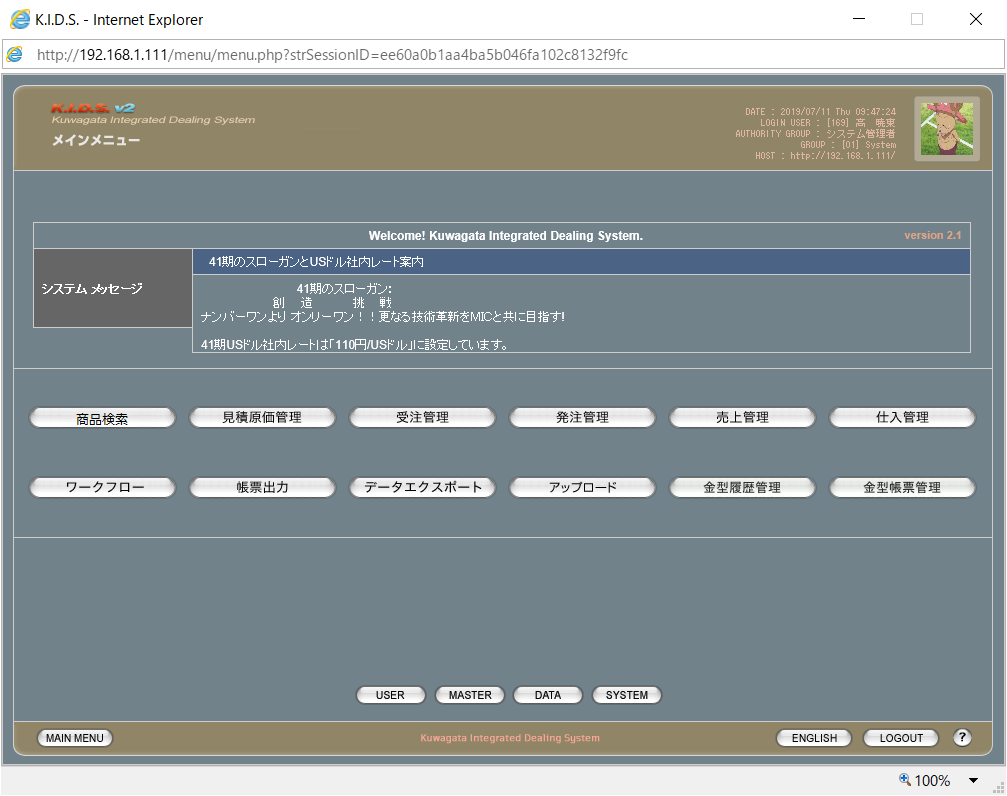 K.I.D.S. - Internet Explorer
http://192.168.1.111/menu/menu.php?strSessionID=ee60a0b1aa4ba5b046fa102c8132f9fc
K.I.D.S. v2
Kuwagata Integrated Dealing System
メインメニュー
DATE : 2019/07/11 Thu 09:47:24
LOGIN USER : [169] 高 暁東
AUTHORITY GROUP : システム管理者
GROUP : [01] System
HOST : http://192.168.1.111/
Welcome! Kuwagata Integrated Dealing System.
version 2.1
システム メッセージ
41期のスローガンとUSドル社内レート案内
41期のスローガン:
創 造 挑 戦
ナンバーワンより オンリーワン！！更なる技術革新をMICと共に目指す!
41期USドル社内レートは「110円/USドル」に設定しています。
商品検索 見積原価管理 受注管理 発注管理 売上管理 仕入管理
ワークフロー 帳票出力 データエクスポート アップロード 金型履歴管理 金型帳票管理
USER MASTER DATA SYSTEM
MAIN MENU Kuwagata Integrated Dealing System ENGLISH LOGOUT ?
100%